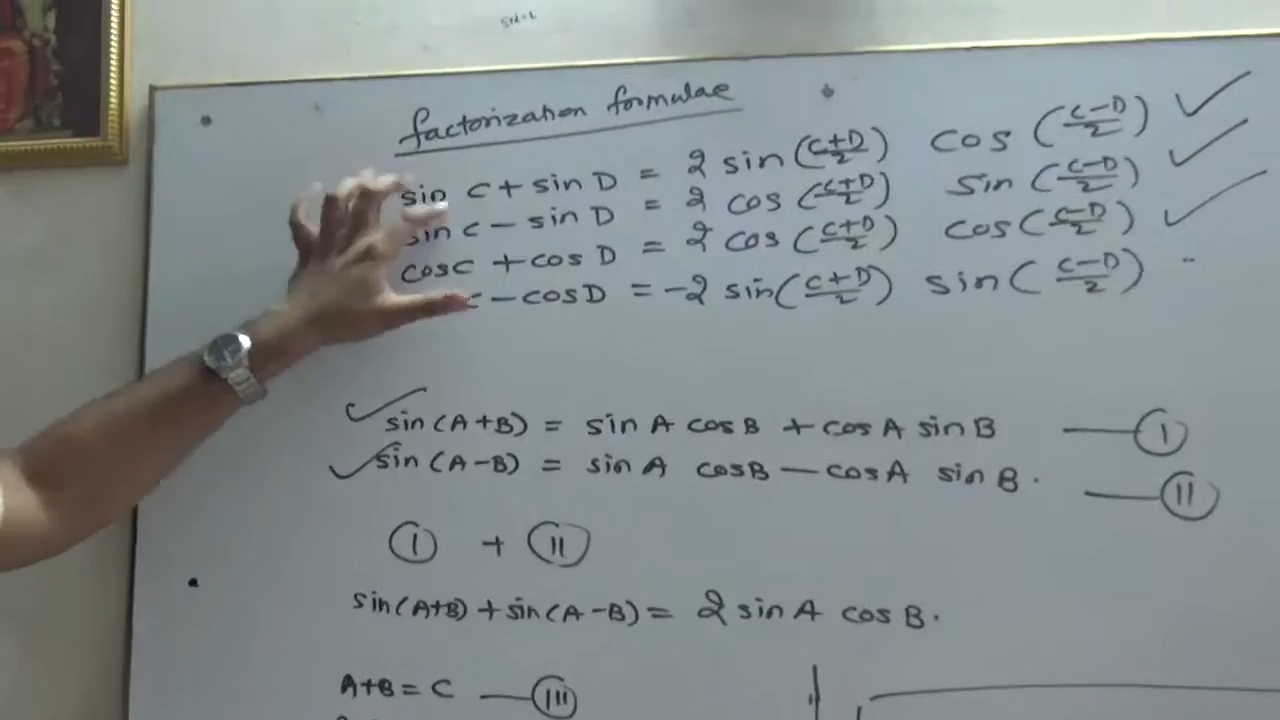 factorization formulae
sin C + sin D = 2 sin (C+D/2) cos (C-D/2)
sin C - sin D = 2 cos (C+D/2) sin (C-D/2)
cos C + cos D = 2 cos (C+D/2) cos (C-D/2)
C - cos D = -2 sin (C+D/2) sin (C-D/2)
sin (A+B) = sin A cos B + cos A sin B — I
sin (A-B) = sin A cos B - cos A sin B. — II
I + II
sin (A+B) + sin (A-B) = 2 sin A cos B.
A+B = C — III